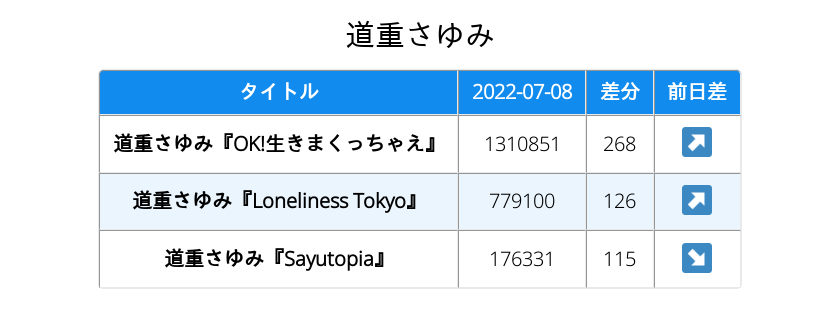 道重さゆみ
タイトル 2022-07-08 差分 前日差
道重さゆみ『OK!生きまくっちゃえ』 1310851 268 ↗
道重さゆみ『Loneliness Tokyo』 779100 126 ↗
道重さゆみ『Sayutopia』 176331 115 ↘